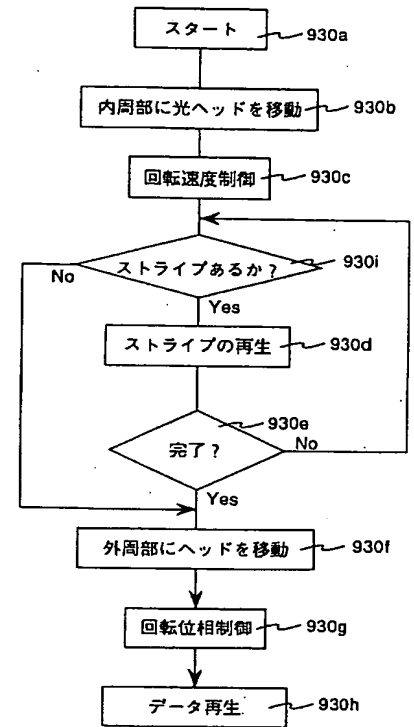 スタート 930a
内周部に光ヘッドを移動 930b
回転速度制御 930c
ストライプあるか? 930i
No
Yes
ストライプの再生 930d
930e
完了? No
Yes
外周部にヘッドを移動 930f
回転位相制御 930g
データ再生 930h